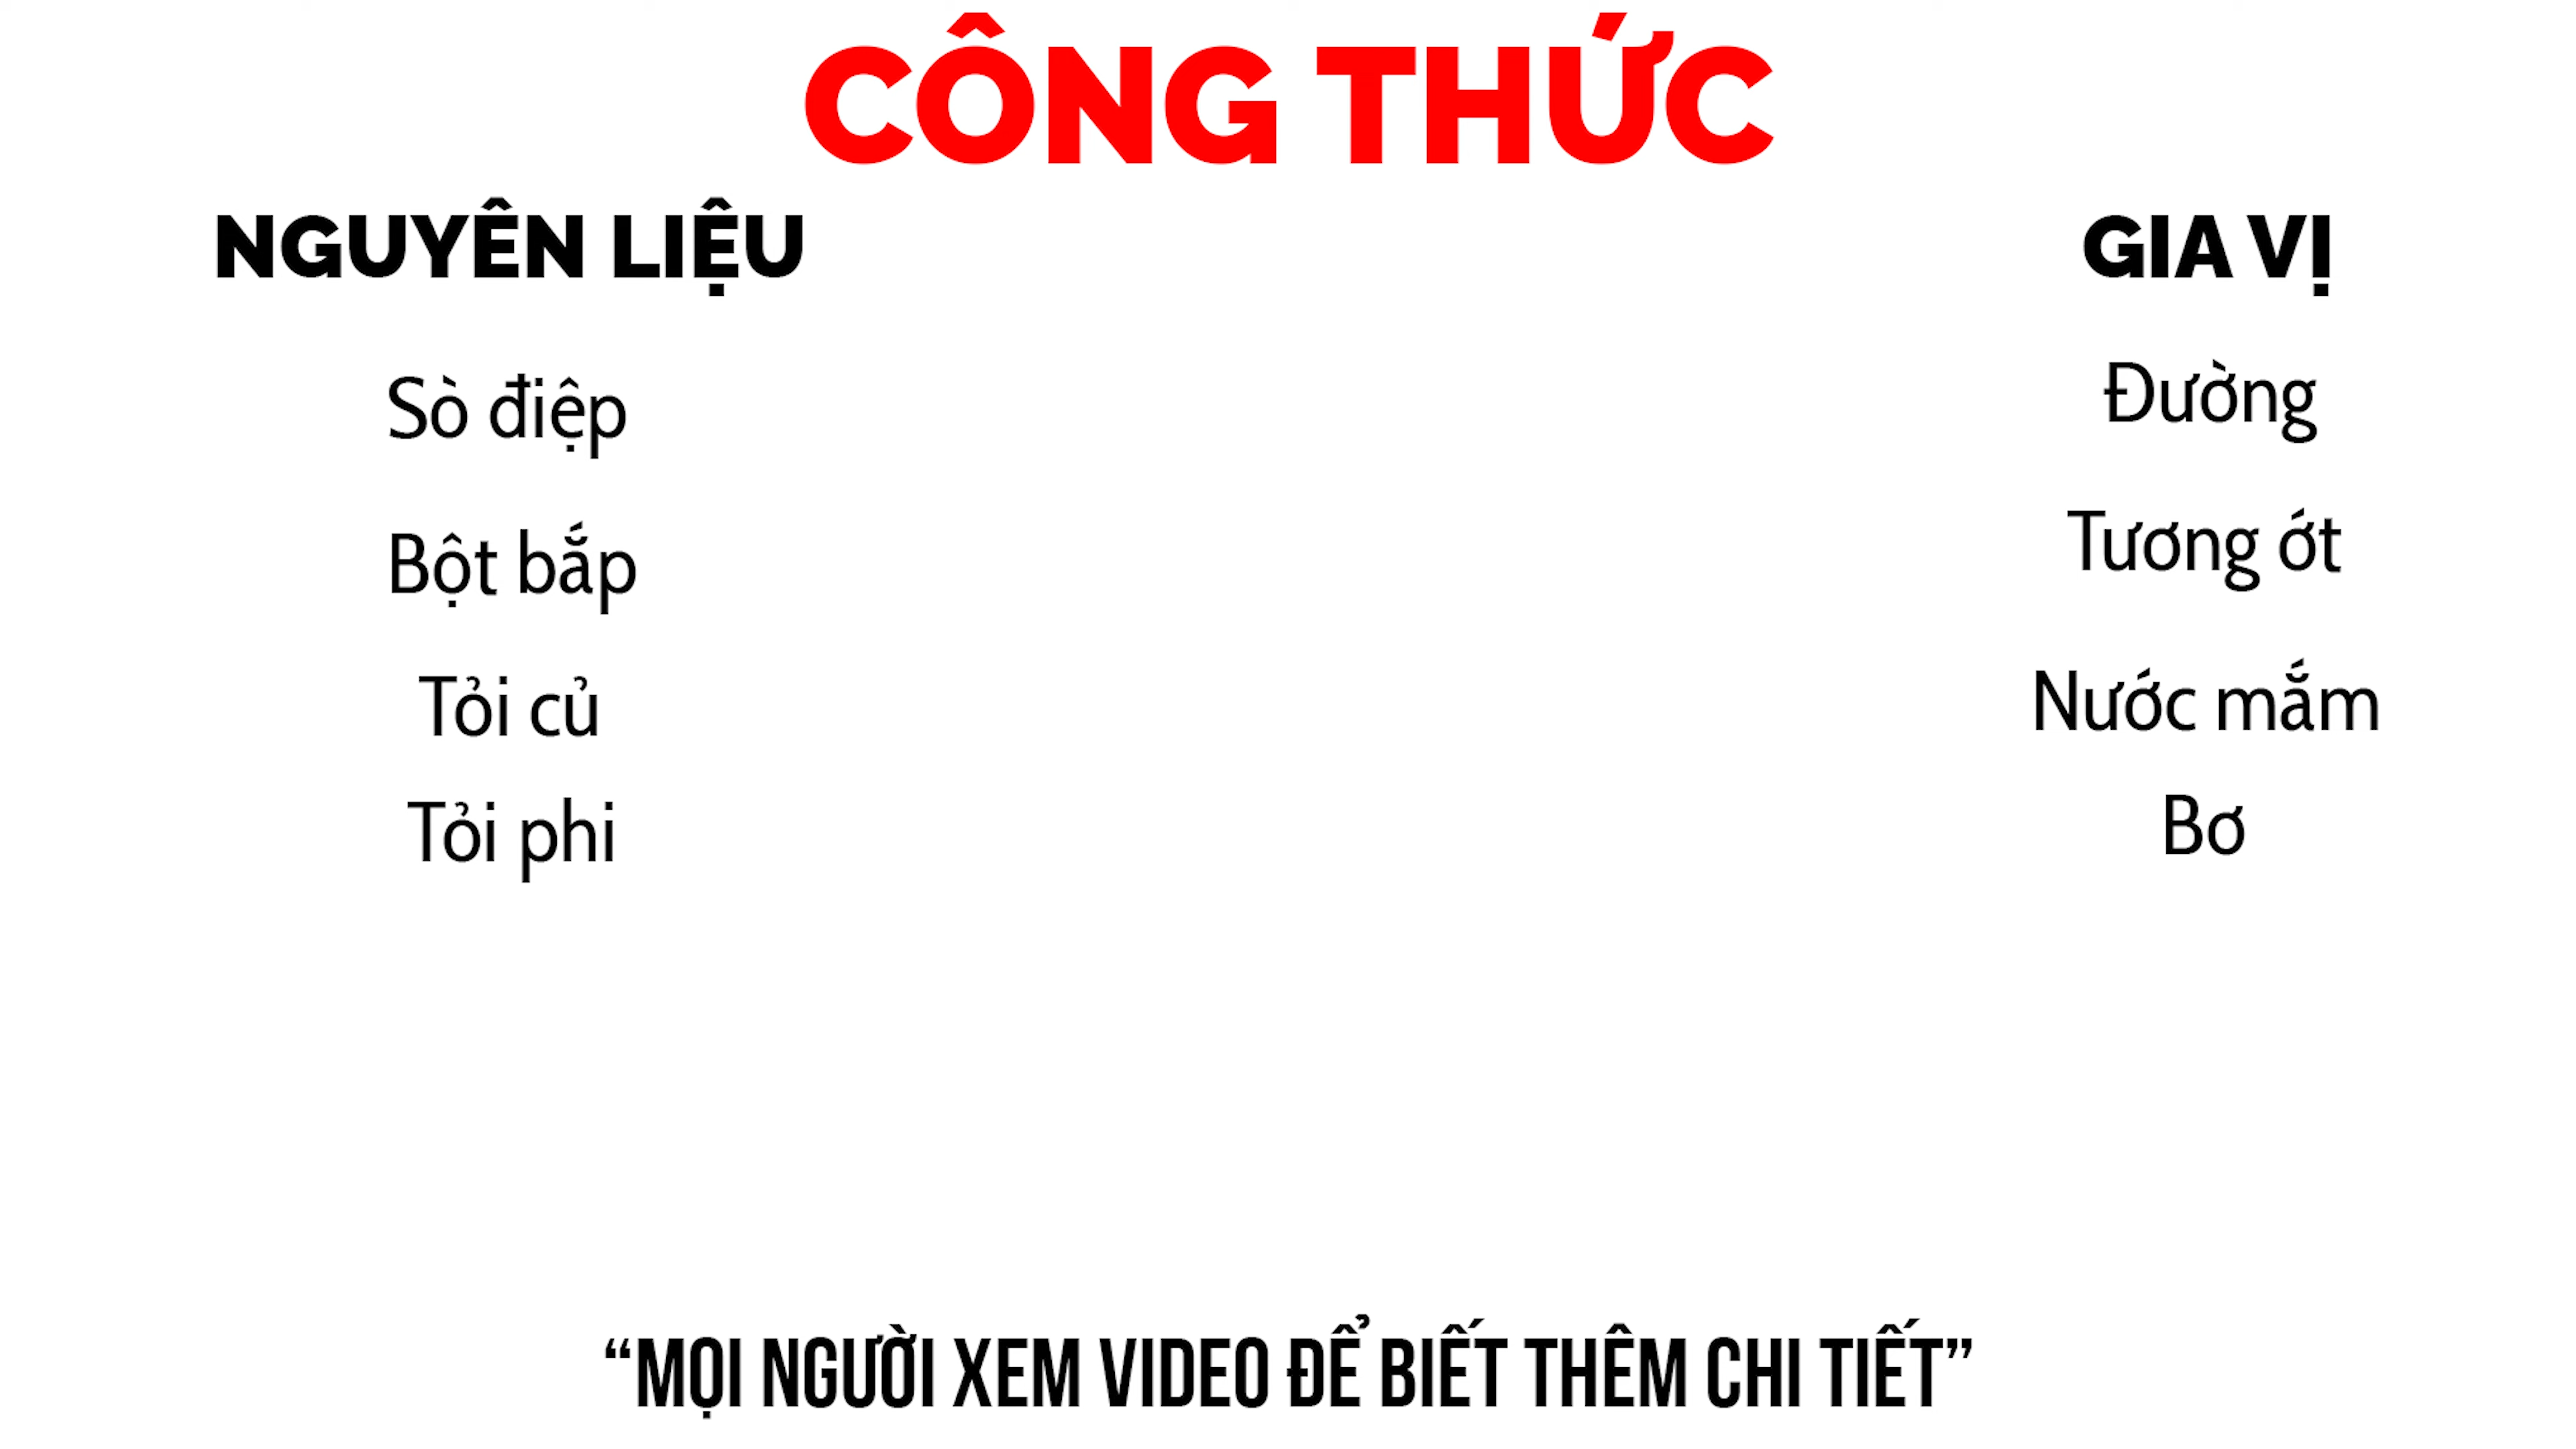 CÔNG THỨC
NGUYÊN LIỆU
Sò điệp
Bột bắp
Tỏi củ
Tỏi phi
GIA VỊ
Đường
Tương ớt
Nước mắm
Bơ
“MỌI NGƯỜI XEM VIDEO ĐỂ BIẾT THÊM CHI TIẾT”